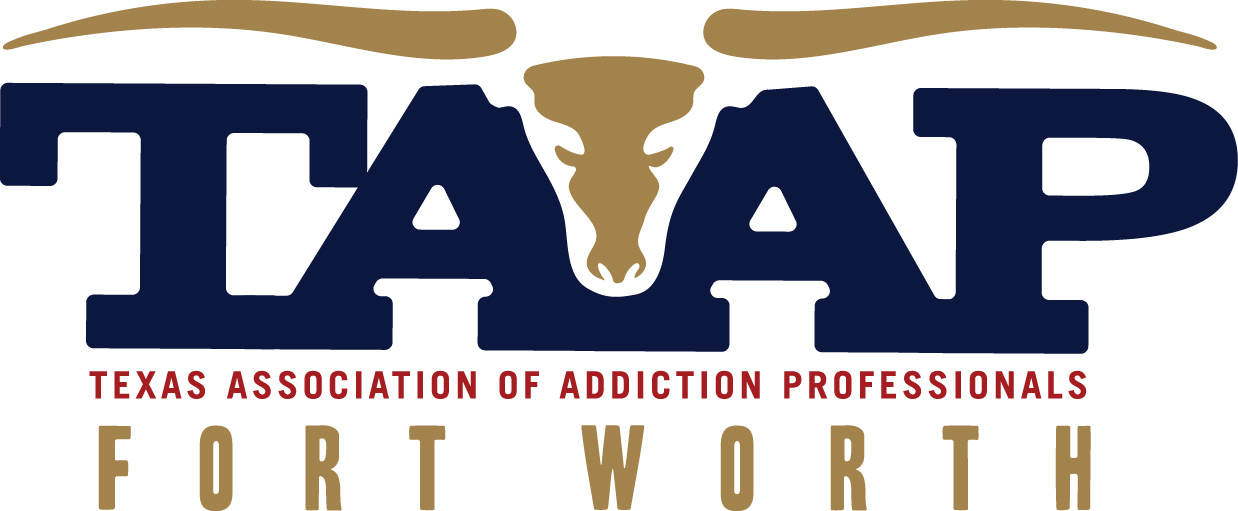 TAAP
TEXAS ASSOCIATION OF ADDICTION PROFESSIONALS
FORT WORTH